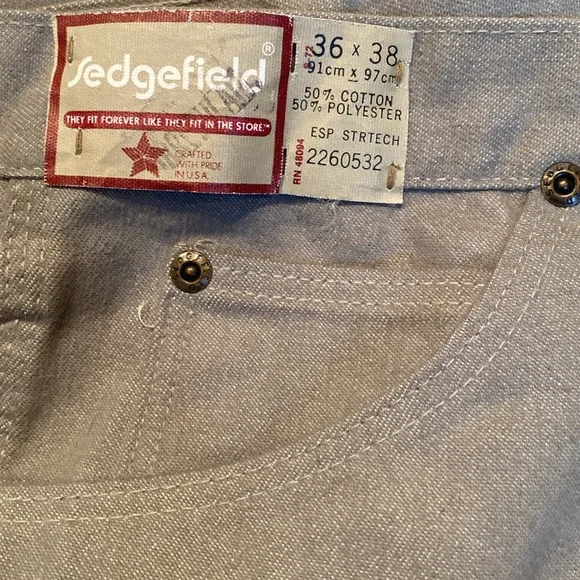 Sedgefield®
THEY FIT FOREVER LIKE THEY FIT IN THE STORE.™
CRAFTED
WITH PRIDE
IN U.S.A.
36 x 38
91cm x 97cm
50% COTTON
50% POLYESTER
ESP STRTECH
2260532
RN 48094